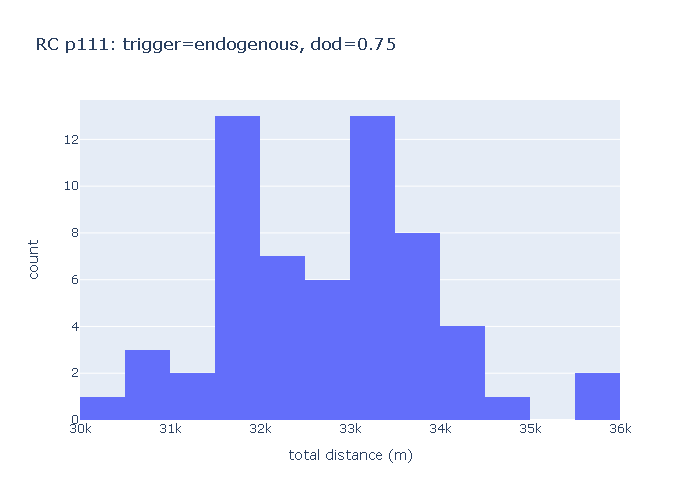 RC p111: trigger=endogenous, dod=0.75
count
12
10
8
6
4
2
0
30k
31k
32k
33k
34k
35k
36k
total distance (m)